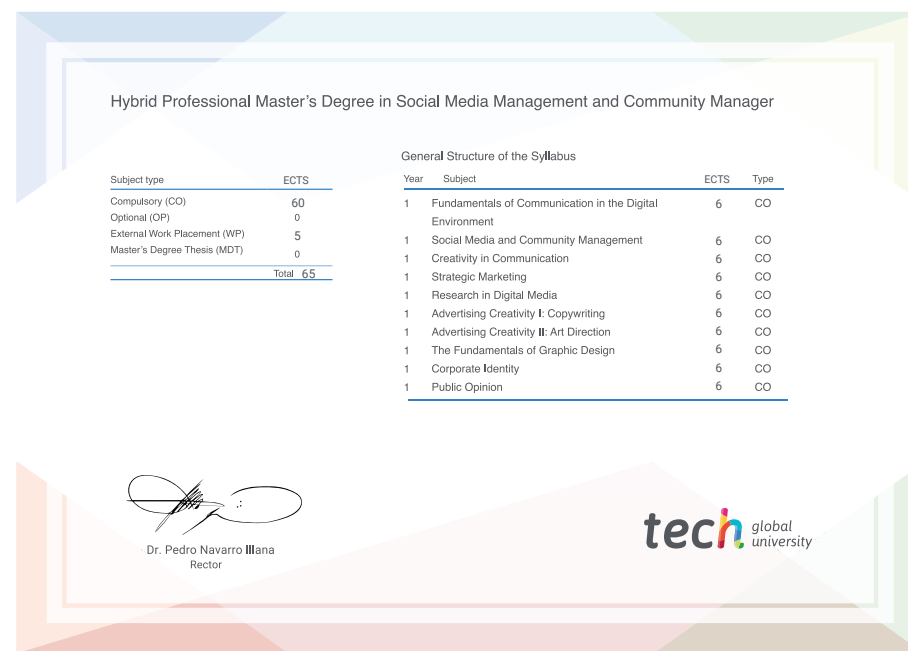 Hybrid Professional Master's Degree in Social Media Management and Community Manager
Subject type ECTS
Compulsory (CO) 60
Optional (OP) 0
External Work Placement (WP) 5
Master's Degree Thesis (MDT) 0
Total 65
General Structure of the Syllabus
Year Subject ECTS Type
1 Fundamentals of Communication in the Digital 6 CO
Environment
1 Social Media and Community Management 6 CO
1 Creativity in Communication 6 CO
1 Strategic Marketing 6 CO
1 Research in Digital Media 6 CO
1 Advertising Creativity I: Copywriting 6 CO
1 Advertising Creativity II: Art Direction 6 CO
1 The Fundamentals of Graphic Design 6 CO
1 Corporate Identity 6 CO
1 Public Opinion 6 CO
Dr. Pedro Navarro Illana
Rector
tech global
university